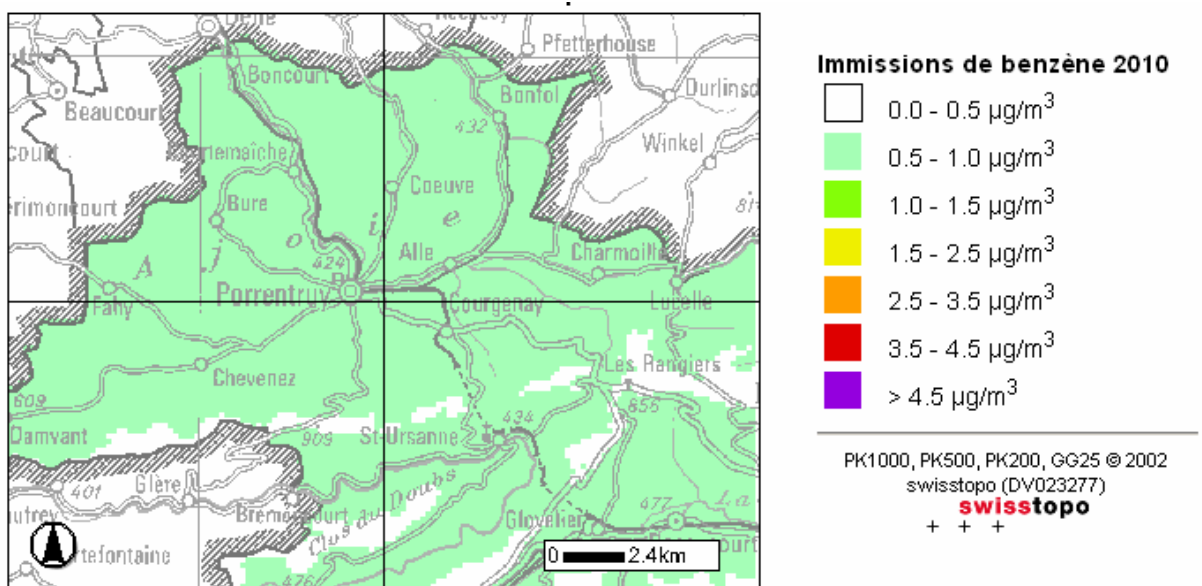 Pfetterhouse
Boncourt
Beaucourt
Bonfol
432
Winkel
Coeuve
Bure
A j o i e
Alle
Charmoille
424
Porrentruy
Fahy
Courgenay
Lucelle
Chevenez
Les Rangiers
609
Damvant
909
St-Ursanne
434
855
401
Glère
Clos du Doubs
Glovelier
477
La
476
0 2.4km
Immissions de benzène 2010
0.0 - 0.5 µg/m³
0.5 - 1.0 µg/m³
1.0 - 1.5 µg/m³
1.5 - 2.5 µg/m³
2.5 - 3.5 µg/m³
3.5 - 4.5 µg/m³
> 4.5 µg/m³
PK1000, PK500, PK200, GG25 © 2002
swisstopo (DV023277)
swisstopo
+ + +